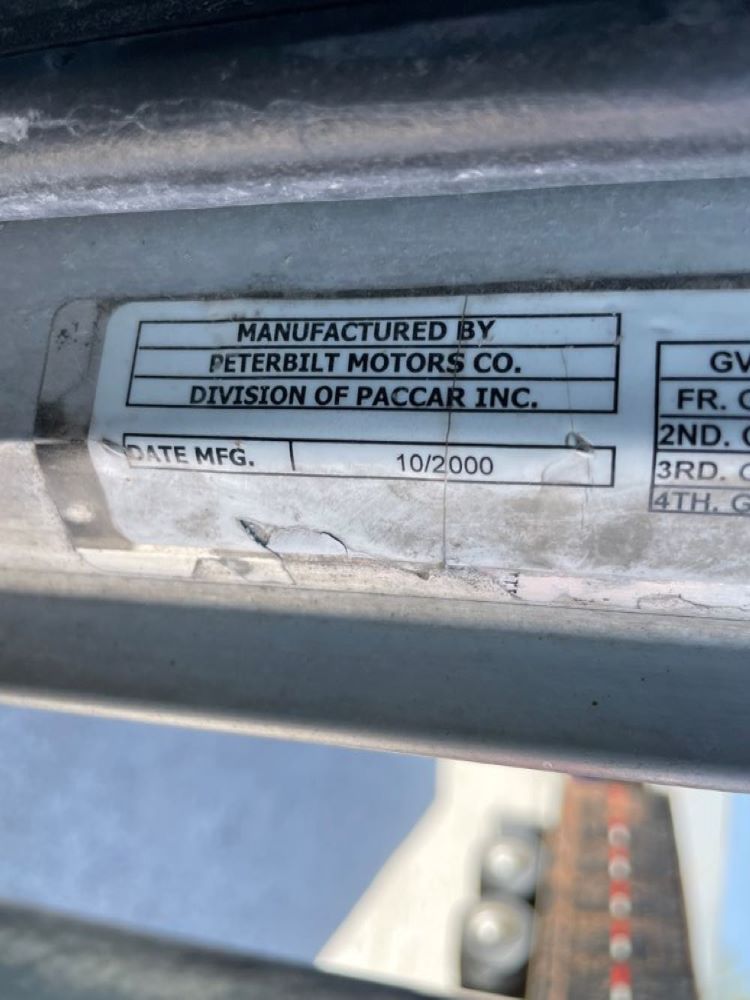 MANUFACTURED BY
PETERBILT MOTORS CO.
DIVISION OF PACCAR INC.
DATE MFG. 10/2000
GV
FR. G
2ND. G
3RD. G
4TH. G